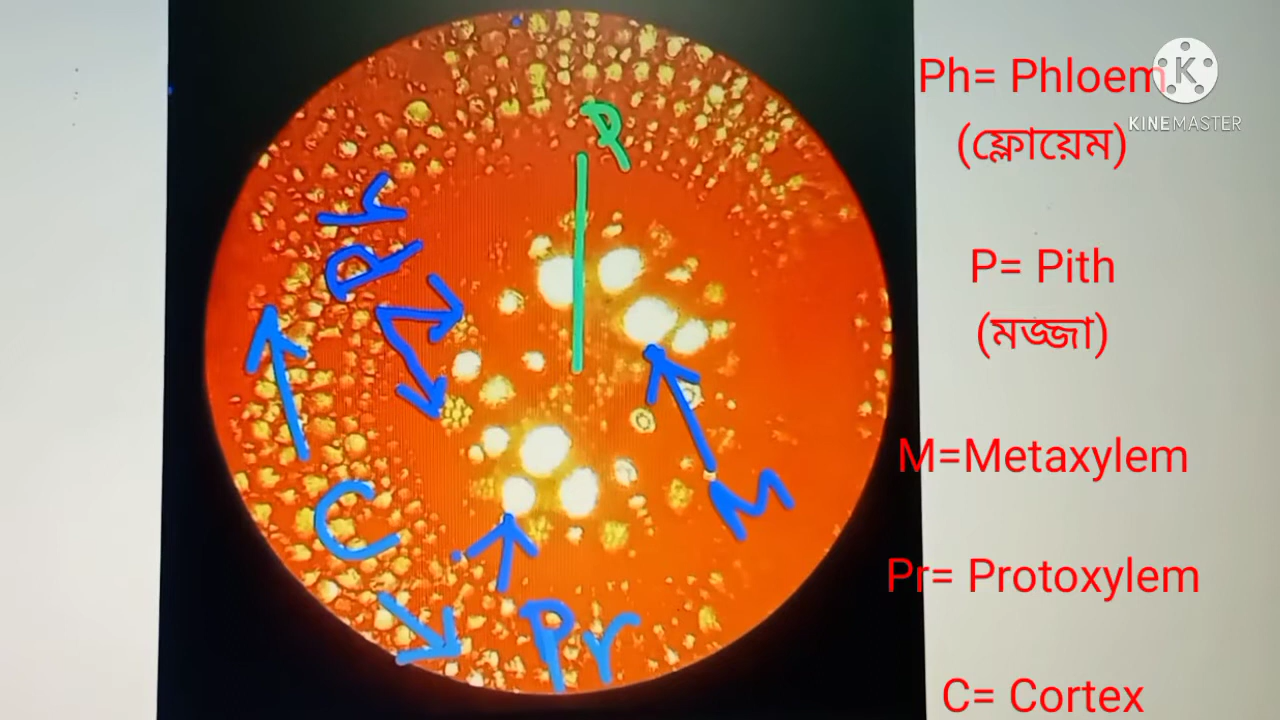 Ph= Phloem
K
KINEMASTER
(ফ্লোয়েম)
P= Pith
(মজ্জা)
M=Metaxylem
Pr= Protoxylem
C= Cortex
P
Ph
C
M
Pr